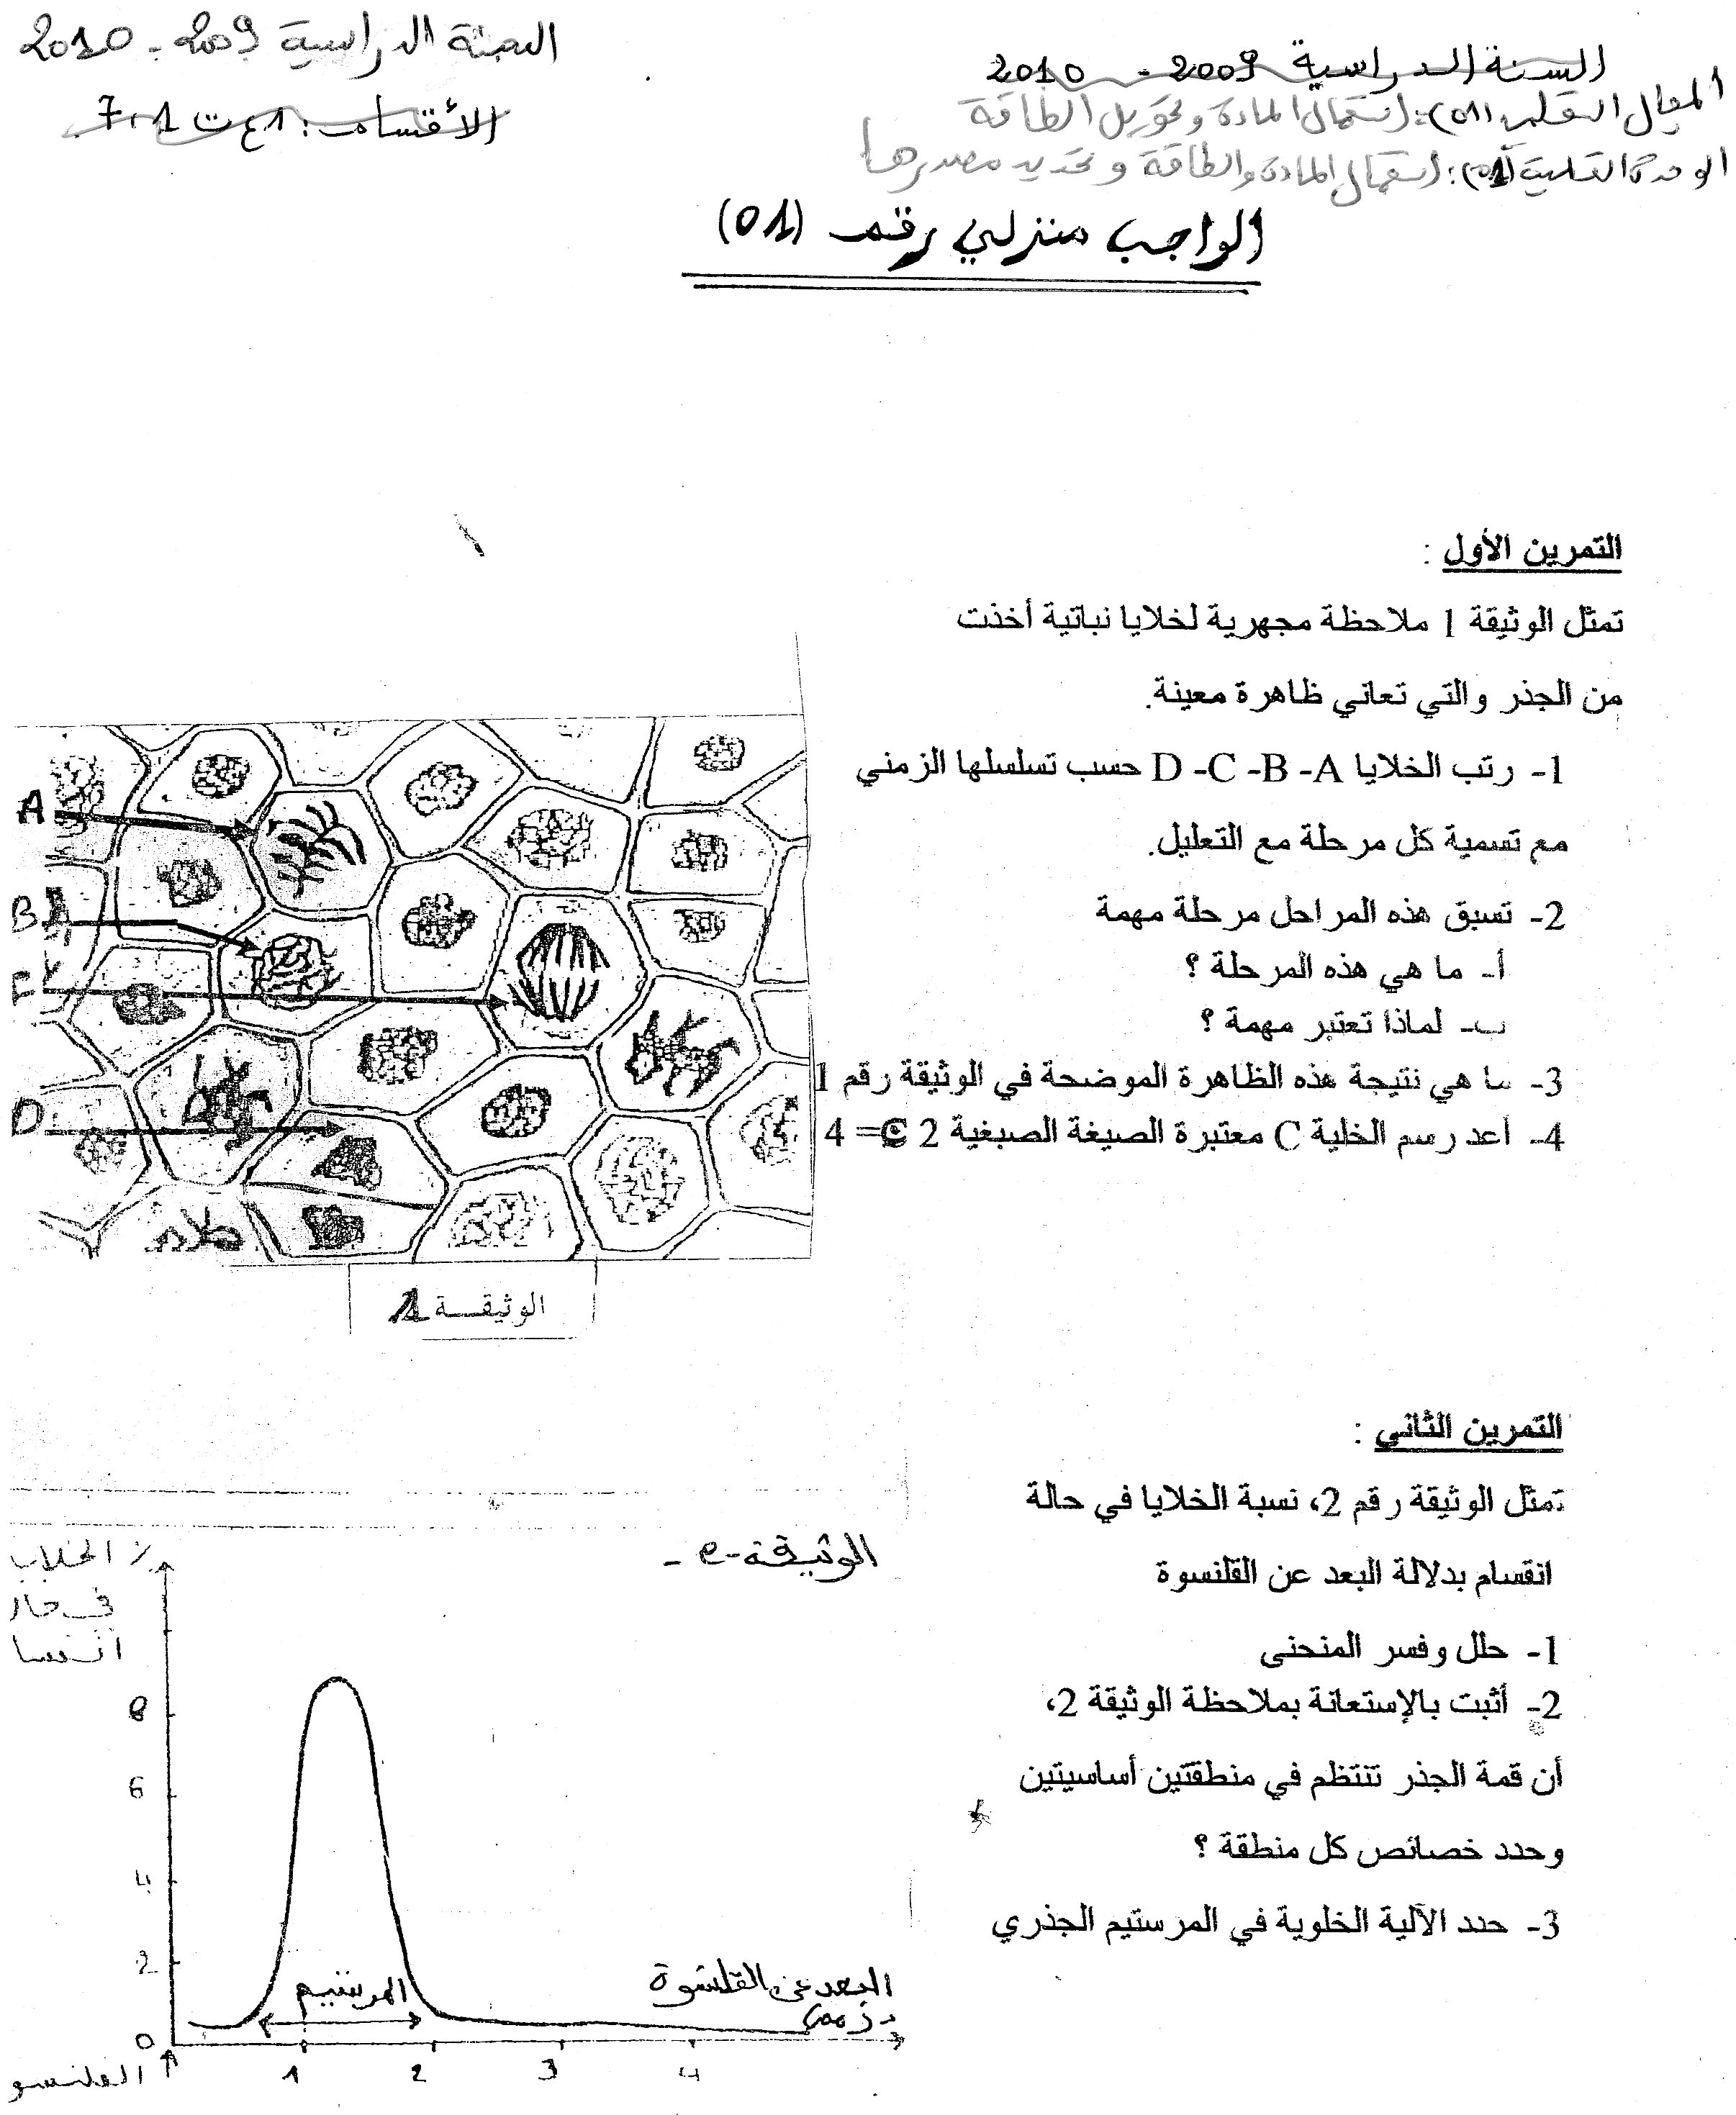 السنة الدراسية 2009 - 2010
السنة الدراسية 2009 - 2010
المجال التعلمي (01): إستعمال المادة وتحويل الطاقة
الأقسام: 1 ع ت 1، 7
الوحدة التعلمية (01): إستعمال المادة والطاقة وتحديد مصدرها
الواجب منزلي رقم (01)
التمرين الأول :
تمثل الوثيقة 1 ملاحظة مجهرية لخلايا نباتية أخذت
من الجذر والتي تعاني ظاهرة معينة.
1- رتب الخلايا D -C -B -A حسب تسلسلها الزمني
مع تسمية كل مرحلة مع التعليل.
2- تسبق هذه المراحل مرحلة مهمة
أ- ما هي هذه المرحلة ؟
ب- لماذا تعتبر مهمة ؟
3- ما هي نتيجة هذه الظاهرة الموضحة في الوثيقة رقم 1
4- أعد رسم الخلية C معتبرة الصيغة الصبغية 2 = 4
A
B
D
الوثيقة 1
التمرين الثاني :
تمثل الوثيقة رقم 2، نسبة الخلايا في حالة
انقسام بدلالة البعد عن القلنسوة
1- حلل وفسر المنحنى
2- أثبت بالإستعانة بملاحظة الوثيقة 2،
أن قمة الجذر تنتظم في منطقتين أساسيتين
وحدد خصائص كل منطقة ؟
3- حدد الآلية الخلوية في المرستيم الجذري
الوثيقة -2-
% الخلايا
في حالـ
انقسا
8
6
4
2
0
المرستيم
البعد عن القلنسوة
1
2
3
4
القلنسو